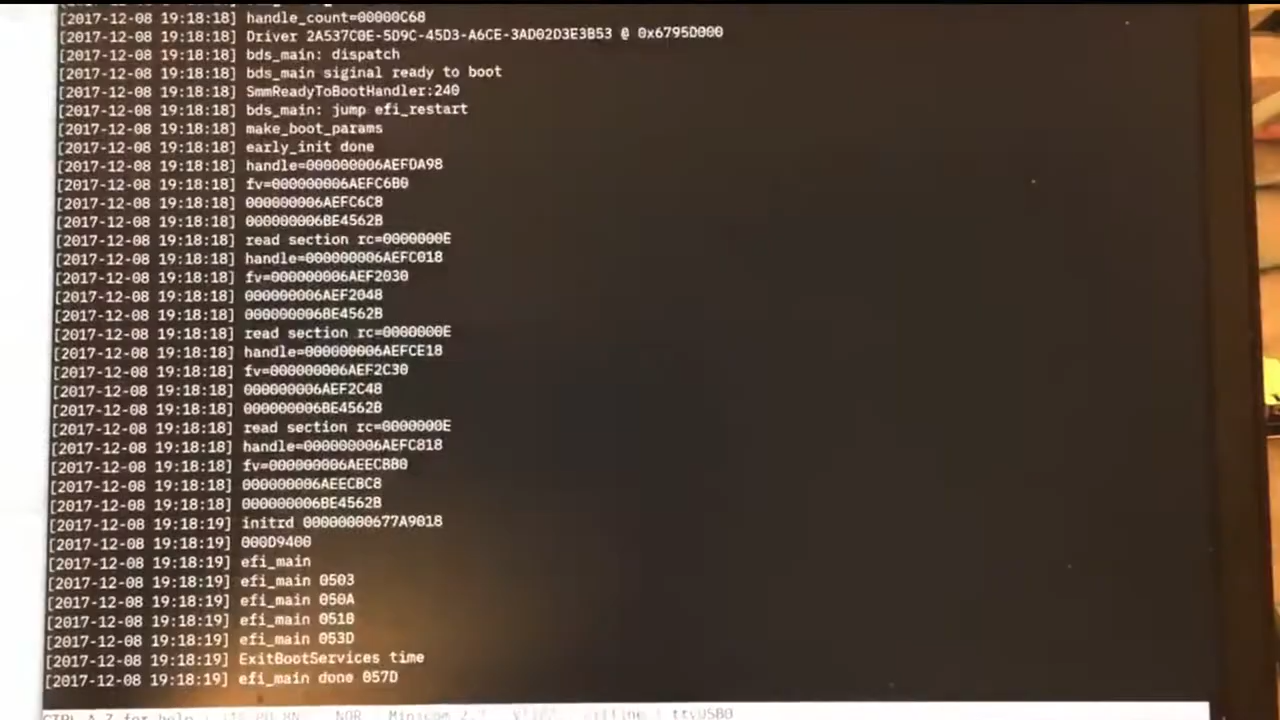 [2017-12-08 19:18:18] handle_count=00000C68
[2017-12-08 19:18:18] Driver 2A537C0E-5D9C-45D3-A6CE-3AD02D3E3B53 @ 0x6795D000
[2017-12-08 19:18:18] bds_main: dispatch
[2017-12-08 19:18:18] bds_main siginal ready to boot
[2017-12-08 19:18:18] SmmReadyToBootHandler:240
[2017-12-08 19:18:18] bds_main: jump efi_restart
[2017-12-08 19:18:18] make_boot_params
[2017-12-08 19:18:18] early_init done
[2017-12-08 19:18:18] handle=000000006AEFDA98
[2017-12-08 19:18:18] fv=000000006AEFC6B0
[2017-12-08 19:18:18] 000000006AEFC6C8
[2017-12-08 19:18:18] 000000006BE4562B
[2017-12-08 19:18:18] read section rc=0000000E
[2017-12-08 19:18:18] handle=000000006AEFC018
[2017-12-08 19:18:18] fv=000000006AEF2030
[2017-12-08 19:18:18] 000000006AEF2048
[2017-12-08 19:18:18] 000000006BE4562B
[2017-12-08 19:18:18] read section rc=0000000E
[2017-12-08 19:18:18] handle=000000006AEFCE18
[2017-12-08 19:18:18] fv=000000006AEF2C30
[2017-12-08 19:18:18] 000000006AEF2C48
[2017-12-08 19:18:18] 000000006BE4562B
[2017-12-08 19:18:18] read section rc=0000000E
[2017-12-08 19:18:18] handle=000000006AEFC818
[2017-12-08 19:18:18] fv=000000006AEECBB0
[2017-12-08 19:18:18] 000000006AEECBC8
[2017-12-08 19:18:18] 000000006BE4562B
[2017-12-08 19:18:19] initrd 00000000677A9018
[2017-12-08 19:18:19] 000D9400
[2017-12-08 19:18:19] efi_main
[2017-12-08 19:18:19] efi_main 0503
[2017-12-08 19:18:19] efi_main 050A
[2017-12-08 19:18:19] efi_main 051B
[2017-12-08 19:18:19] efi_main 053D
[2017-12-08 19:18:19] ExitBootServices time
[2017-12-08 19:18:19] efi_main done 057D
for help NOR Minicom ttyUSB0